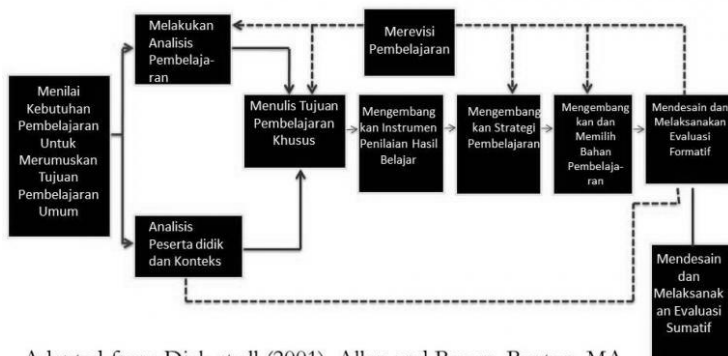 Melakukan
Analisis
Pembelaja-
ran
Merevisi
Pembelajaran
Menilai
Kebutuhan
Pembelajaran
Untuk
Merumuskan
Tujuan
Pembelajaran
Umum
Menulis Tujuan
Pembelajaran
Khusus
Mengembang
kan Instrumen
Penilaian Hasil
Belajar
Mengembang
kan Strategi
Pembelajaran
Mengembang
kan dan
Memilih
Bahan
Pembelaja-
ran
Mendesain dan
Melaksanakan
Evaluasi
Formatif
Analisis
Peserta didik
dan Konteks
Mendesain
dan
Melaksanak
an Evaluasi
Sumatif